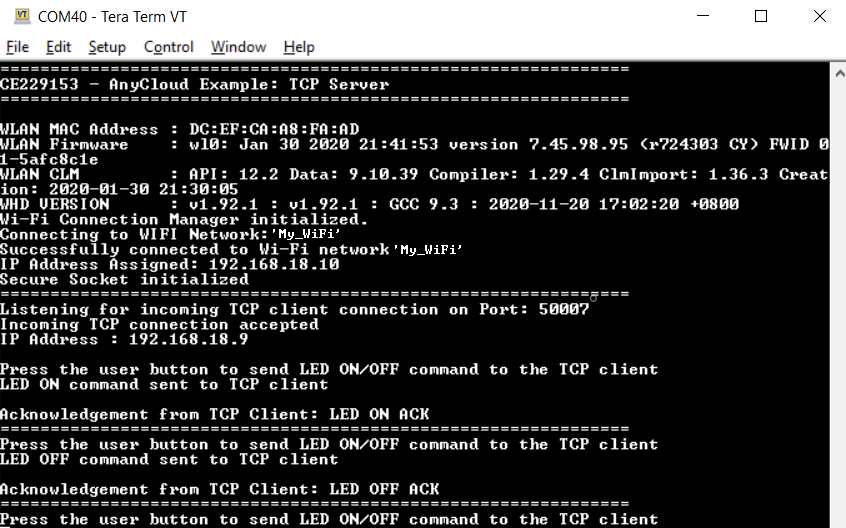 COM40 - Tera Term VT
File Edit Setup Control Window Help
===============================================================
CE229153 - AnyCloud Example: TCP Server
===============================================================
WLAN MAC Address : DC:EF:CA:A8:FA:AD
WLAN Firmware    : wl0: Jan 30 2020 21:41:53 version 7.45.98.95 (r724303 CY) FWID 0
1-5afc8c1e
WLAN CLM         : API: 12.2 Data: 9.10.39 Compiler: 1.29.4 ClmImport: 1.36.3 Creat
ion: 2020-01-30 21:30:05
WHD VERSION      : v1.92.1 : v1.92.1 : GCC 9.3 : 2020-11-20 17:02:20 +0800
Wi-Fi Connection Manager initialized.
Connecting to WIFI Network:'My_WiFi'
Successfully connected to Wi-Fi network'My_WiFi'
IP Address Assigned: 192.168.18.10
Secure Socket initialized
===============================================================
Listening for incoming TCP client connection on Port: 50007
Incoming TCP connection accepted
IP Address : 192.168.18.9
Press the user button to send LED ON/OFF command to the TCP client
LED ON command sent to TCP client
Acknowledgement from TCP Client: LED ON ACK
===============================================================
Press the user button to send LED ON/OFF command to the TCP client
LED OFF command sent to TCP client
Acknowledgement from TCP Client: LED OFF ACK
===============================================================
Press the user button to send LED ON/OFF command to the TCP client